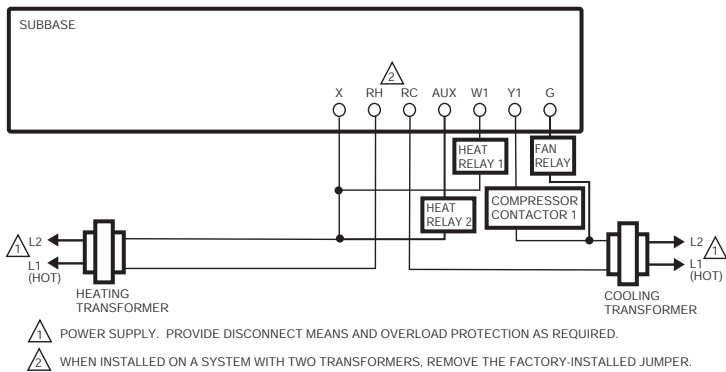 SUBBASE
2
X RH RC AUX W1 Y1 G
HEAT
RELAY 1
FAN
RELAY
HEAT
RELAY 2
COMPRESSOR
CONTACTOR 1
1
L2
L1
(HOT)
HEATING
TRANSFORMER
L2
1
L1
(HOT)
COOLING
TRANSFORMER
1 POWER SUPPLY. PROVIDE DISCONNECT MEANS AND OVERLOAD PROTECTION AS REQUIRED.
2 WHEN INSTALLED ON A SYSTEM WITH TWO TRANSFORMERS, REMOVE THE FACTORY-INSTALLED JUMPER.